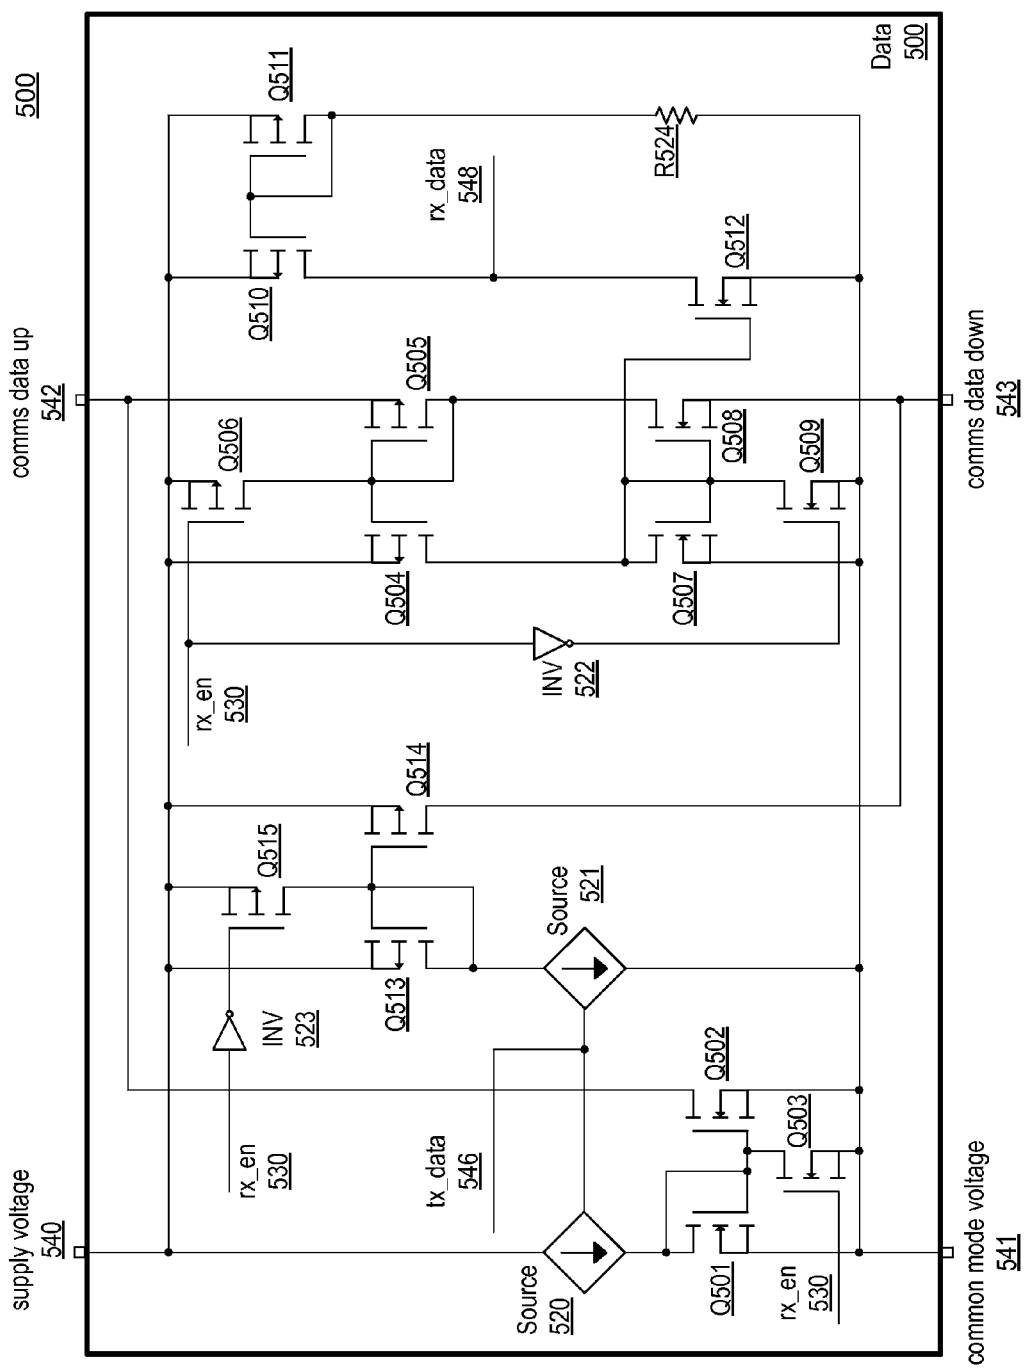 500
supply voltage
540
comms data up
542
rx_en
530
Q506
Q510
Q511
rx_en
530
INV
523
Q515
Q513
Q514
Q504
Q505
tx_data
546
rx_data
548
Source
520
Source
521
INV
522
Q507
Q508
R524
Q501
Q502
Q512
rx_en
530
Q503
Q509
Data
500
common mode voltage
541
comms data down
543